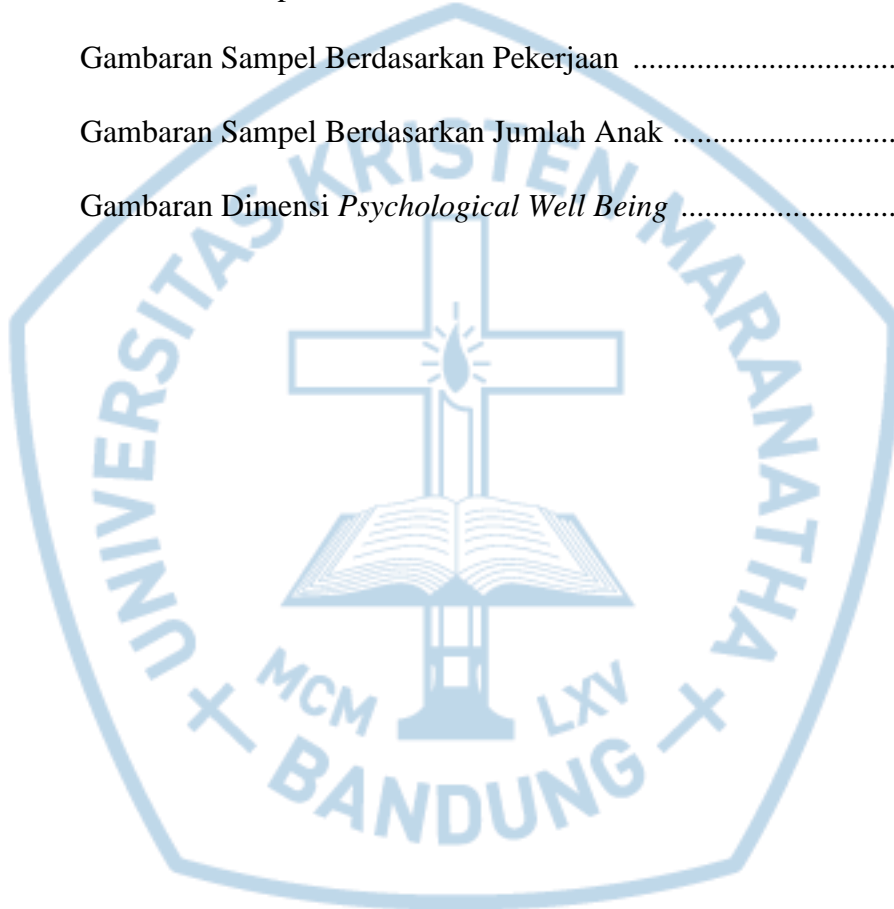 Gambaran Sampel Berdasarkan Pekerjaan ..................................
Gambaran Sampel Berdasarkan Jumlah Anak ............................
Gambaran Dimensi Psychological Well Being ...........................
UNIVERSITAS KRISTEN MARANATHA
MCM LXV
BANDUNG